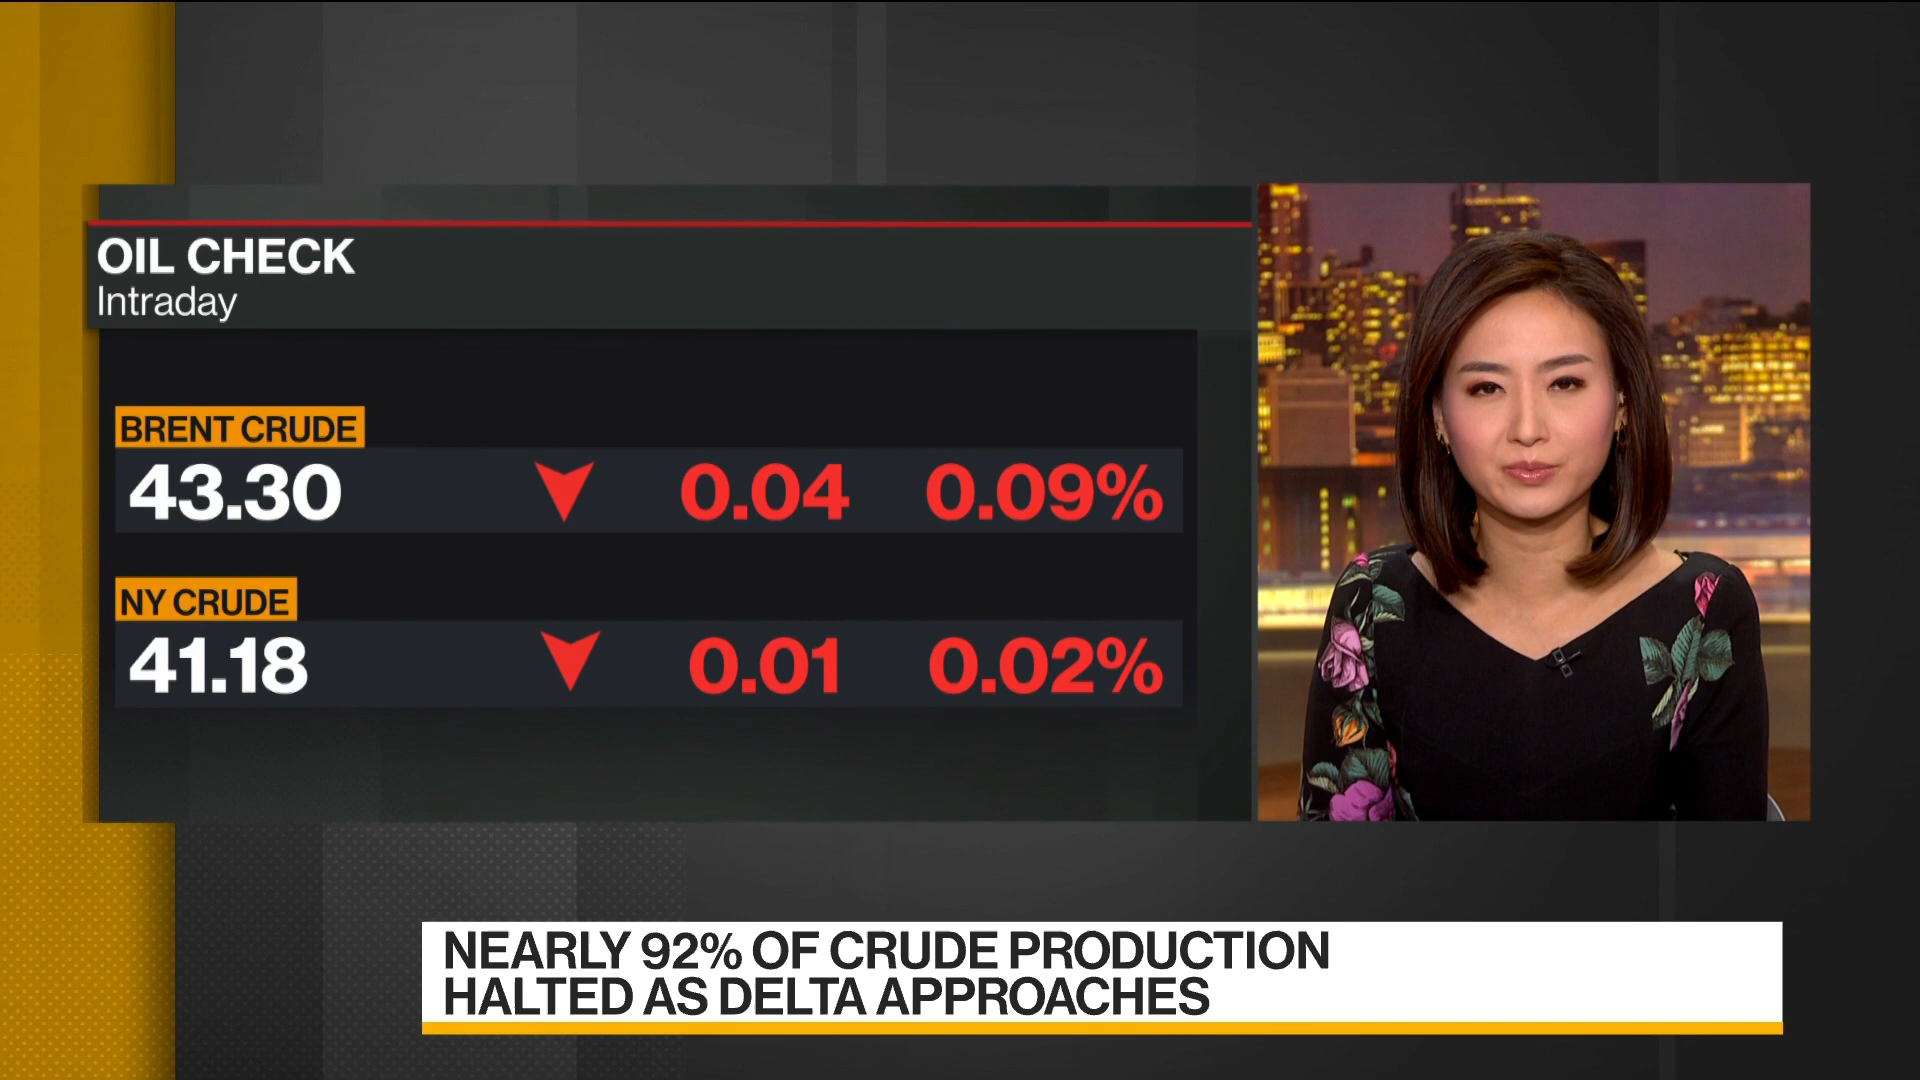 OIL CHECK
Intraday
BRENT CRUDE
43.30 0.04 0.09%
NY CRUDE
41.18 0.01 0.02%
NEARLY 92% OF CRUDE PRODUCTION
HALTED AS DELTA APPROACHES